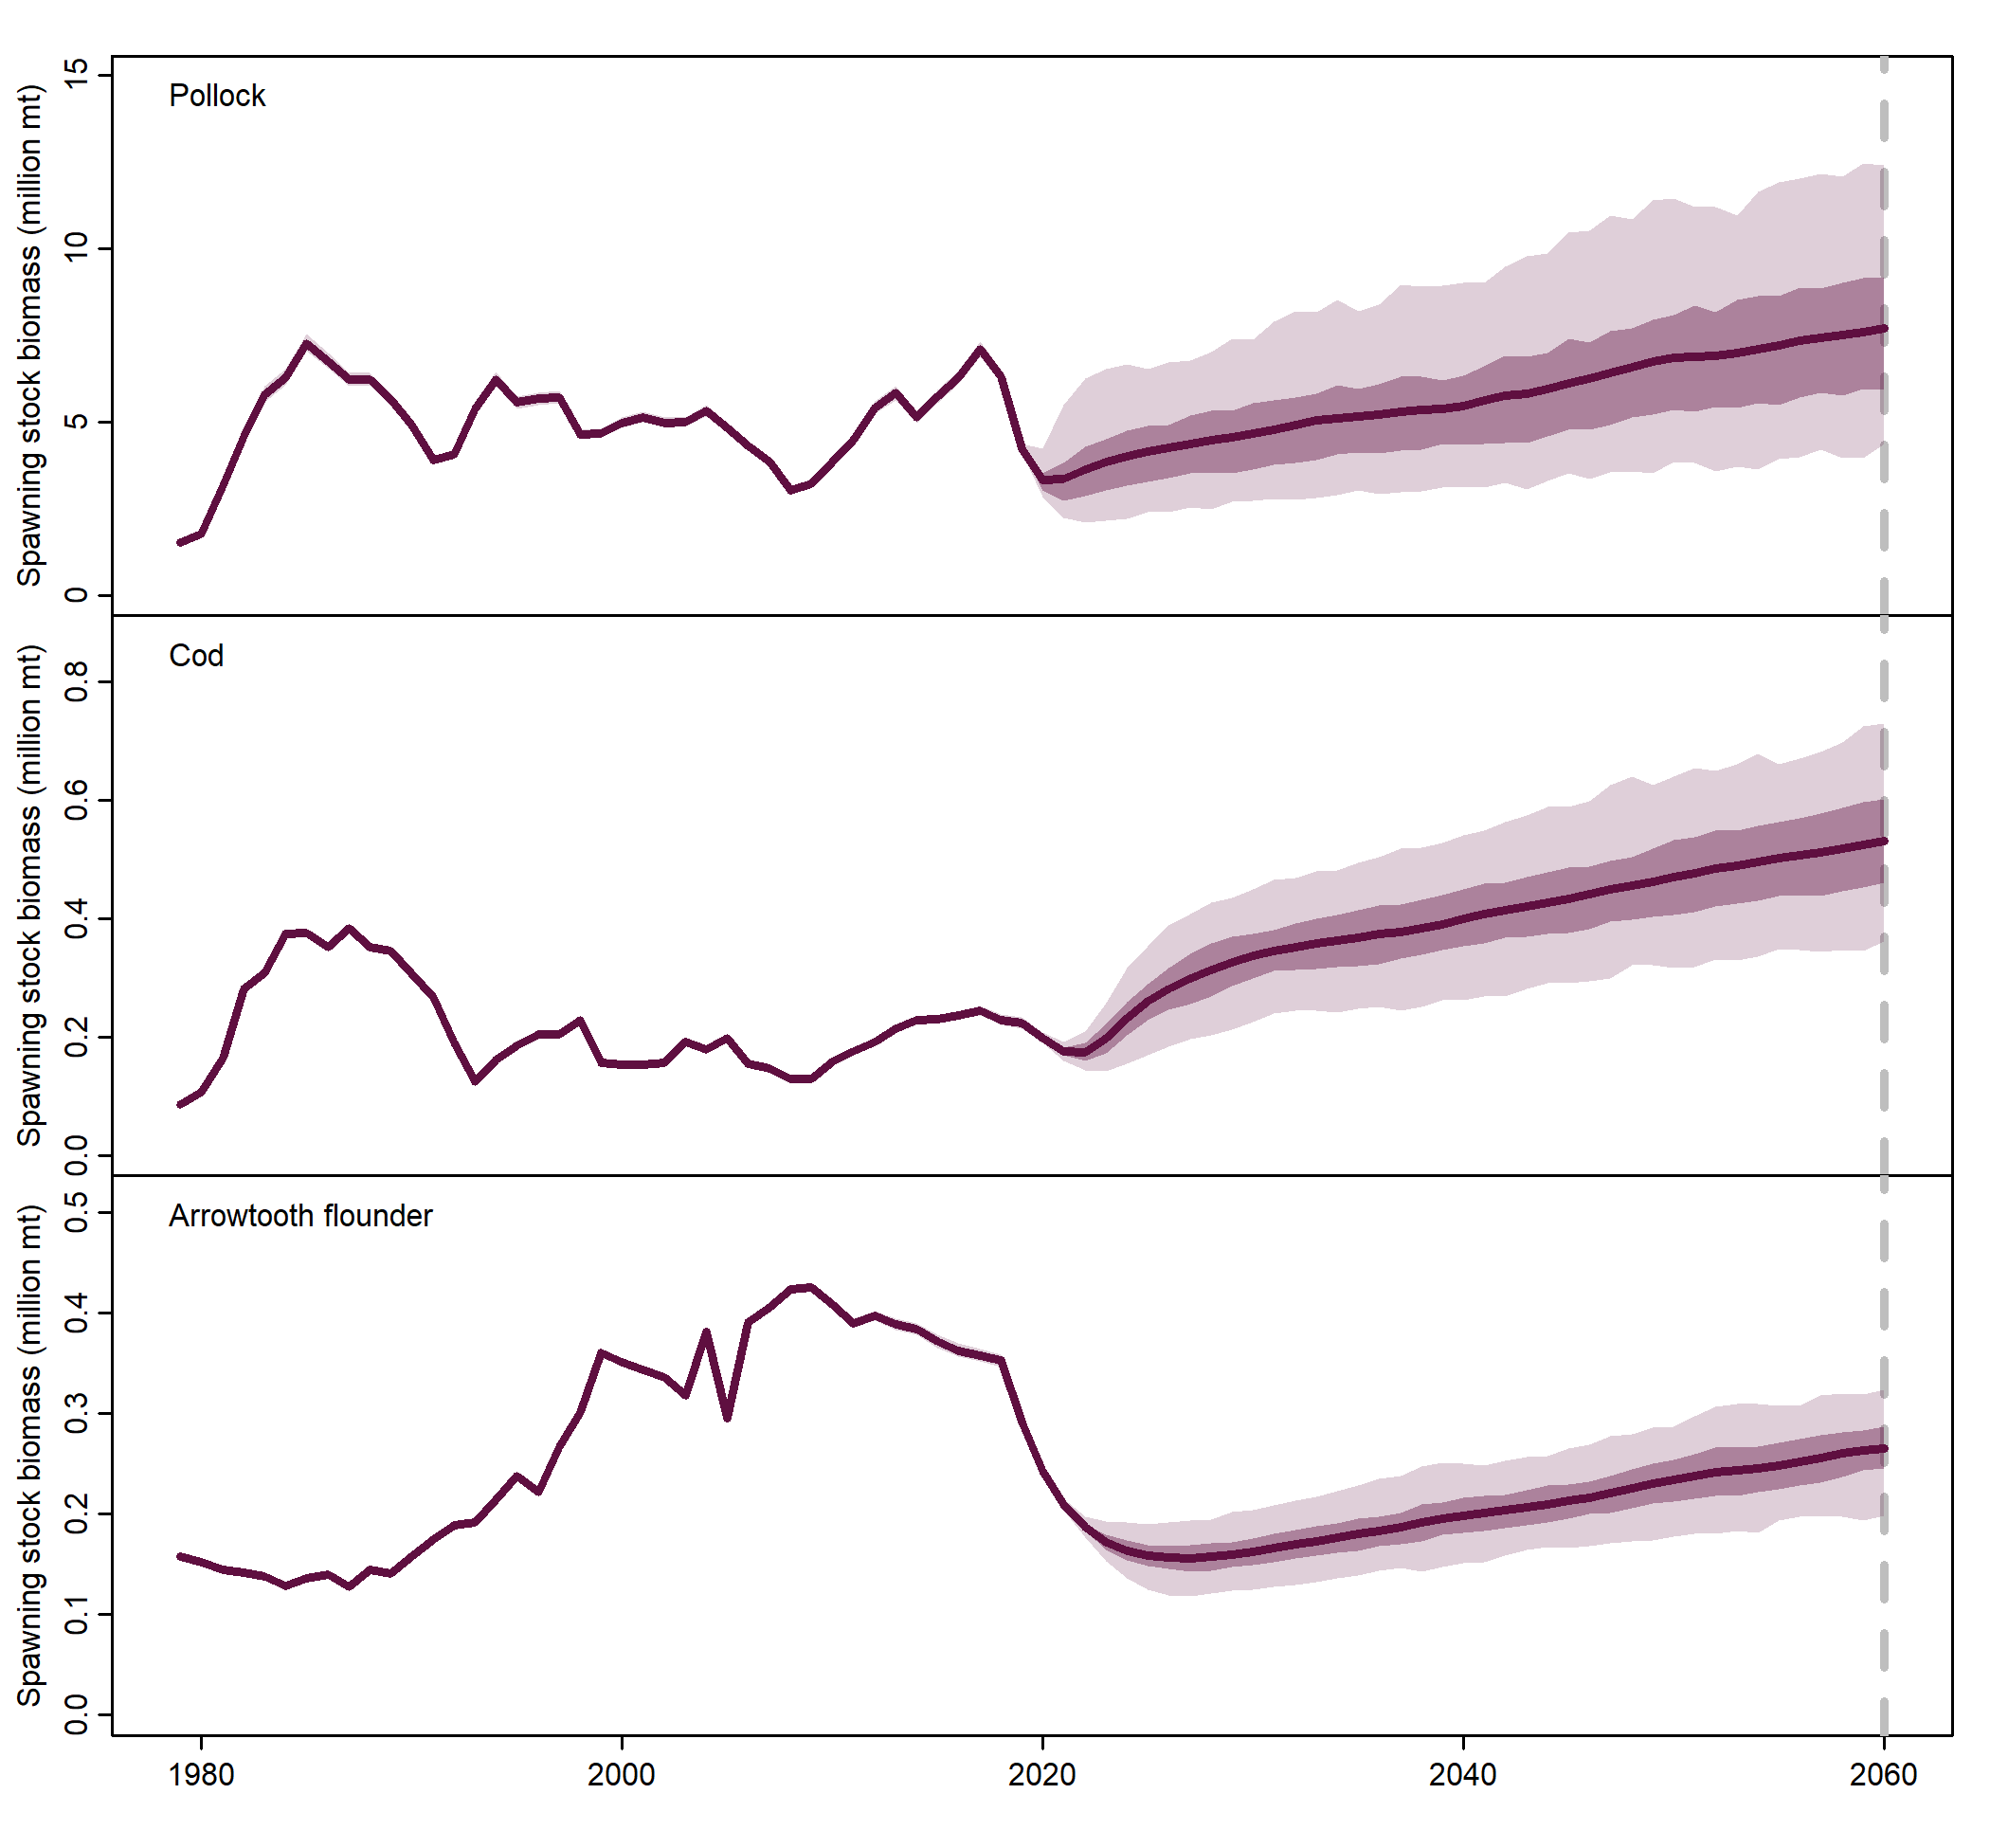 Pollock
Spawning stock biomass (million mt)
15
10
5
0
Cod
Spawning stock biomass (million mt)
0.8
0.6
0.4
0.2
0.0
Arrowtooth flounder
Spawning stock biomass (million mt)
0.5
0.4
0.3
0.2
0.1
0.0
1980 2000 2020 2040 2060